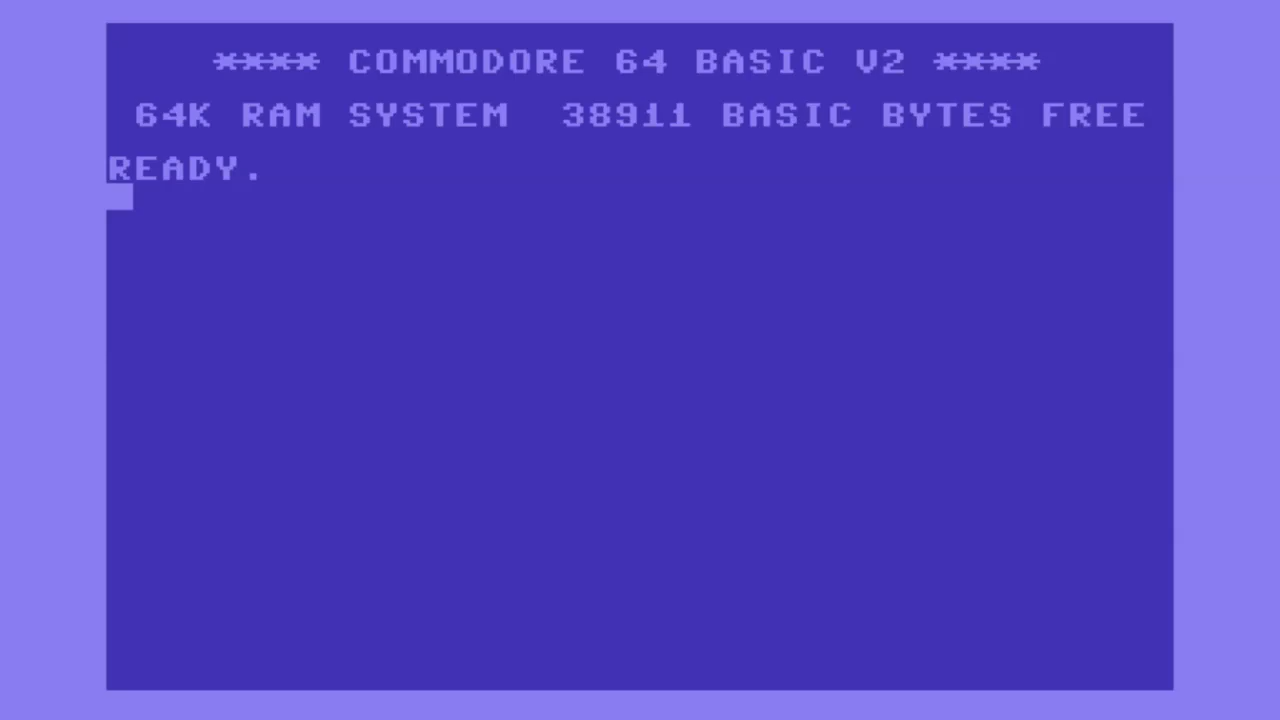 **** COMMODORE 64 BASIC V2 ****
64K RAM SYSTEM  38911 BASIC BYTES FREE
READY.